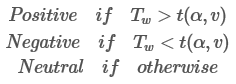 Positive if T_w > t(α, v)
Negative if T_w < t(α, v)
Neutral if otherwise